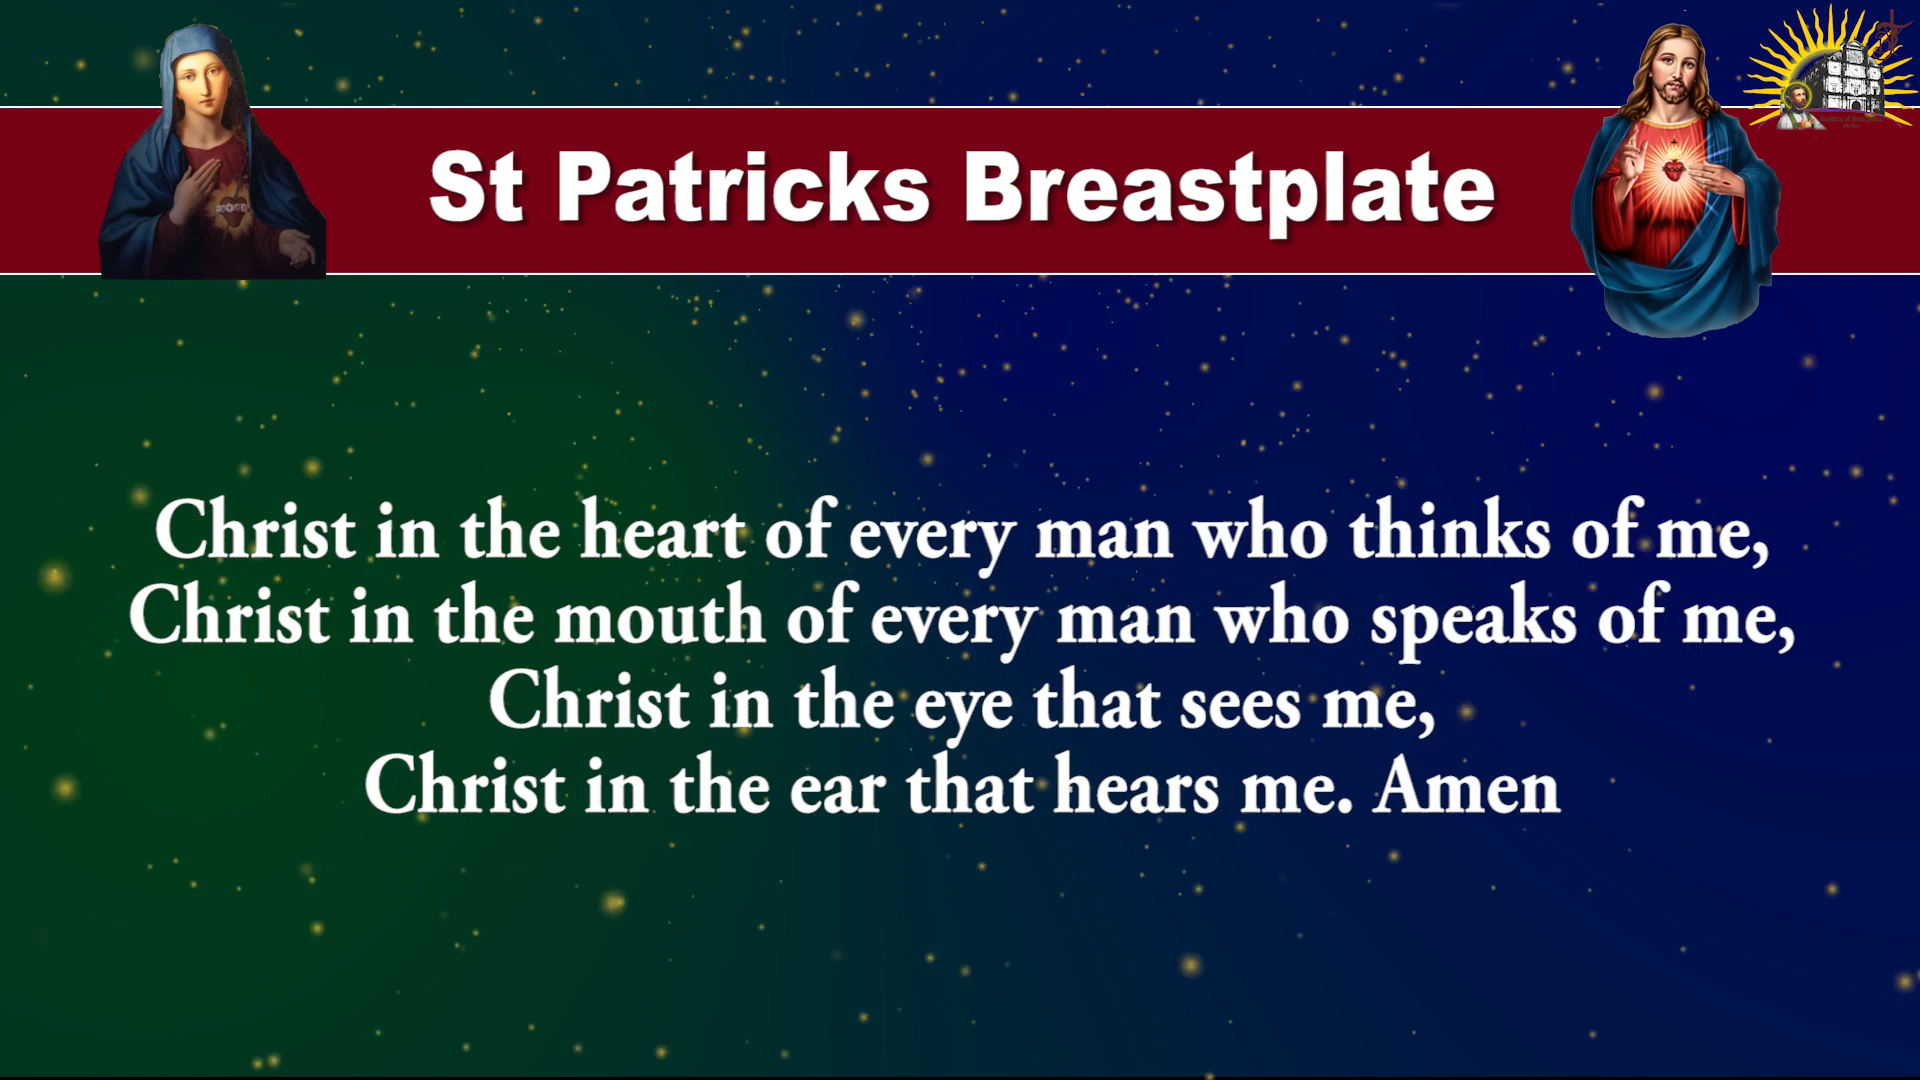 St Patricks Breastplate
Christ in the heart of every man who thinks of me,
Christ in the mouth of every man who speaks of me,
Christ in the eye that sees me,
Christ in the ear that hears me. Amen